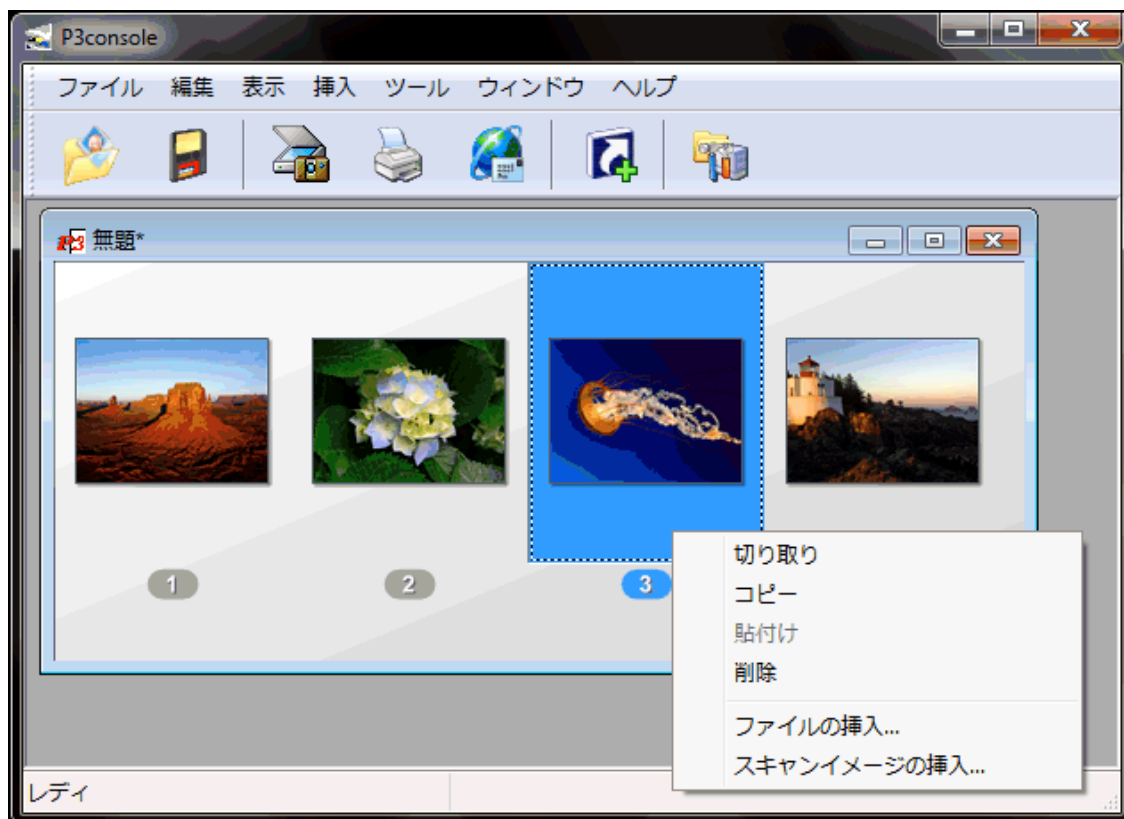 P3console
ファイル 編集 表示 挿入 ツール ウィンドウ ヘルプ
P3 無題*
1 2 3
切り取り
コピー
貼付け
削除
ファイルの挿入...
スキャンイメージの挿入...
レディ